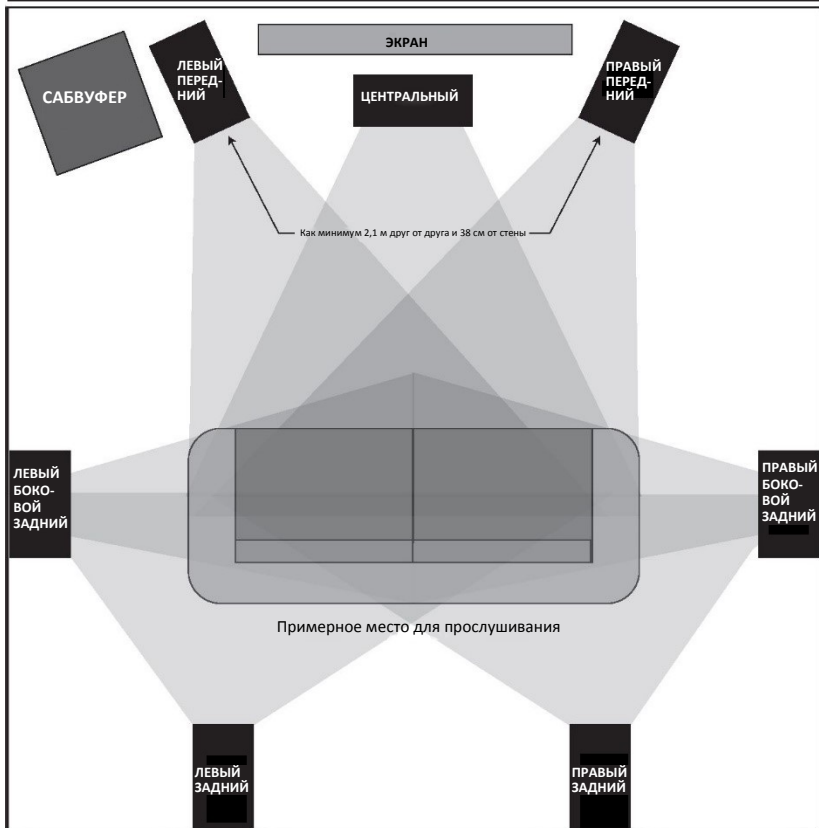 ЭКРАН
САБВУФЕР
ЛЕВЫЙ
ПЕРЕД-
НИЙ
ЦЕНТРАЛЬНЫЙ
ПРАВЫЙ
ПЕРЕД-
НИЙ
Как минимум 2,1 м друг от друга и 38 см от стены
ЛЕВЫЙ
БОКО-
ВОЙ
ЗАДНИЙ
ПРАВЫЙ
БОКО-
ВОЙ
ЗАДНИЙ
Примерное место для прослушивания
ЛЕВЫЙ
ЗАДНИЙ
ПРАВЫЙ
ЗАДНИЙ